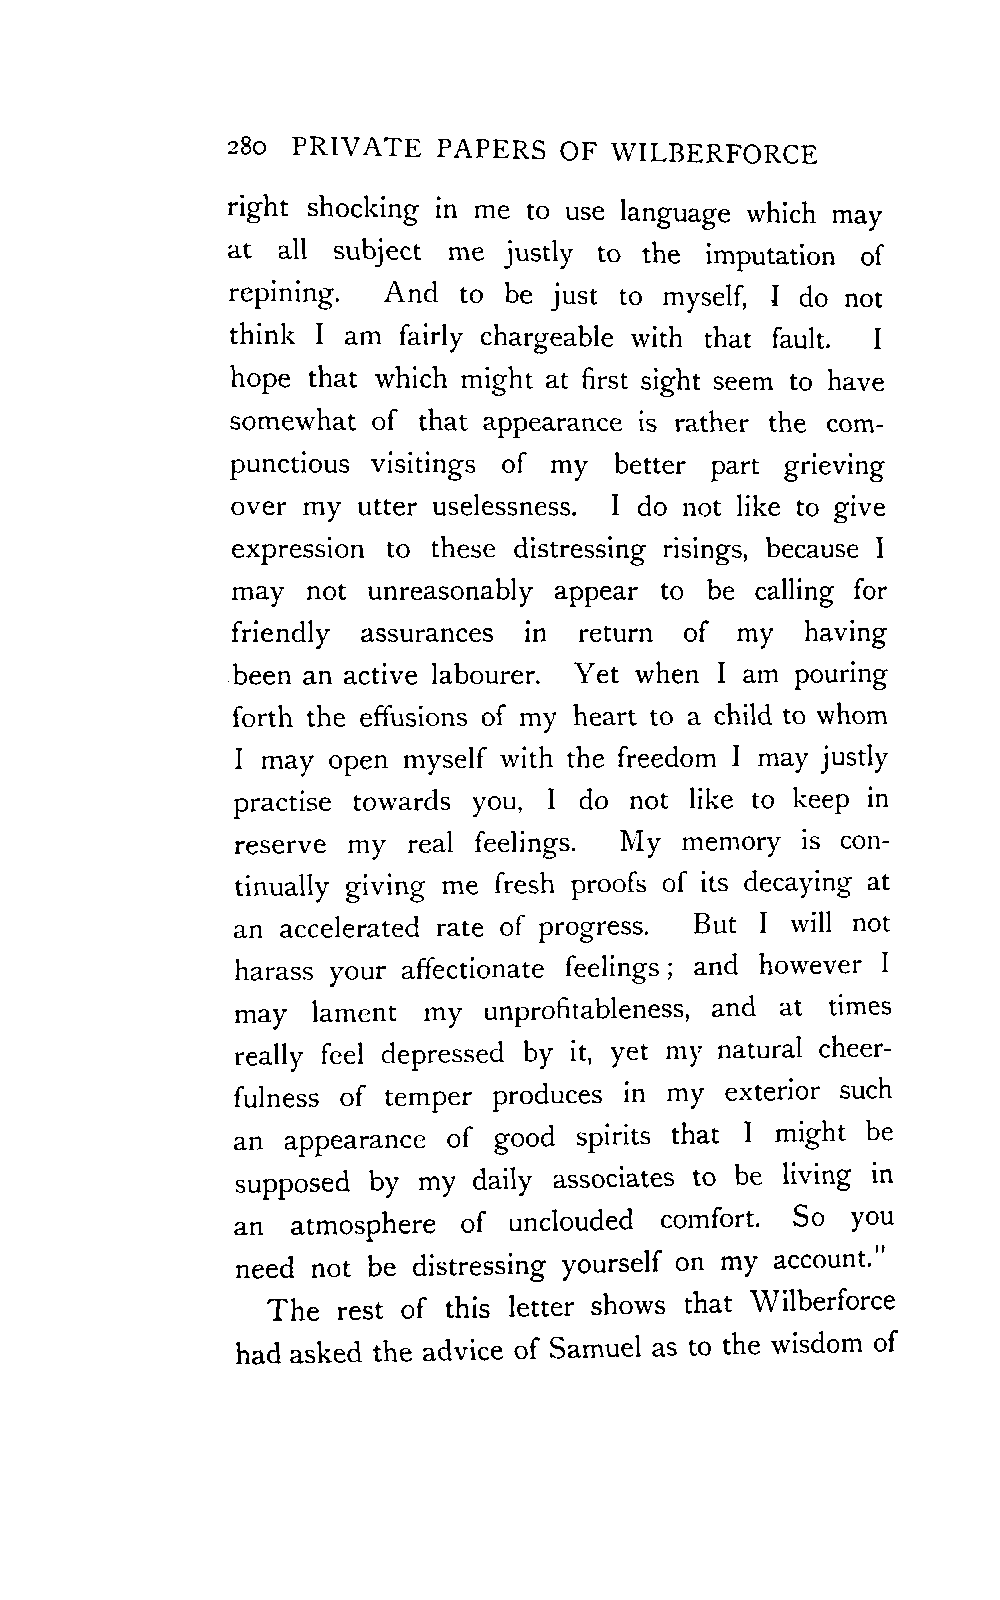 280 PRIVATE PAPERS OF WILBERFORCE
right shocking in me to use language which may
at all subject me justly to the imputation of
repining. And to be just to myself, I do not
think I am fairly chargeable with that fault. I
hope that which might at first sight seem to have
somewhat of that appearance is rather the com-
punctious visitings of my better part grieving
over my utter uselessness. I do not like to give
expression to these distressing risings, because I
may not unreasonably appear to be calling for
friendly assurances in return of my having
been an active labourer. Yet when I am pouring
forth the effusions of my heart to a child to whom
I may open myself with the freedom I may justly
practise towards you, I do not like to keep in
reserve my real feelings. My memory is con-
tinually giving me fresh proofs of its decaying at
an accelerated rate of progress. But I will not
harass your affectionate feelings; and however I
may lament my unprofitableness, and at times
really feel depressed by it, yet my natural cheer-
fulness of temper produces in my exterior such
an appearance of good spirits that I might be
supposed by my daily associates to be living in
an atmosphere of unclouded comfort. So you
need not be distressing yourself on my account."
The rest of this letter shows that Wilberforce
had asked the advice of Samuel as to the wisdom of